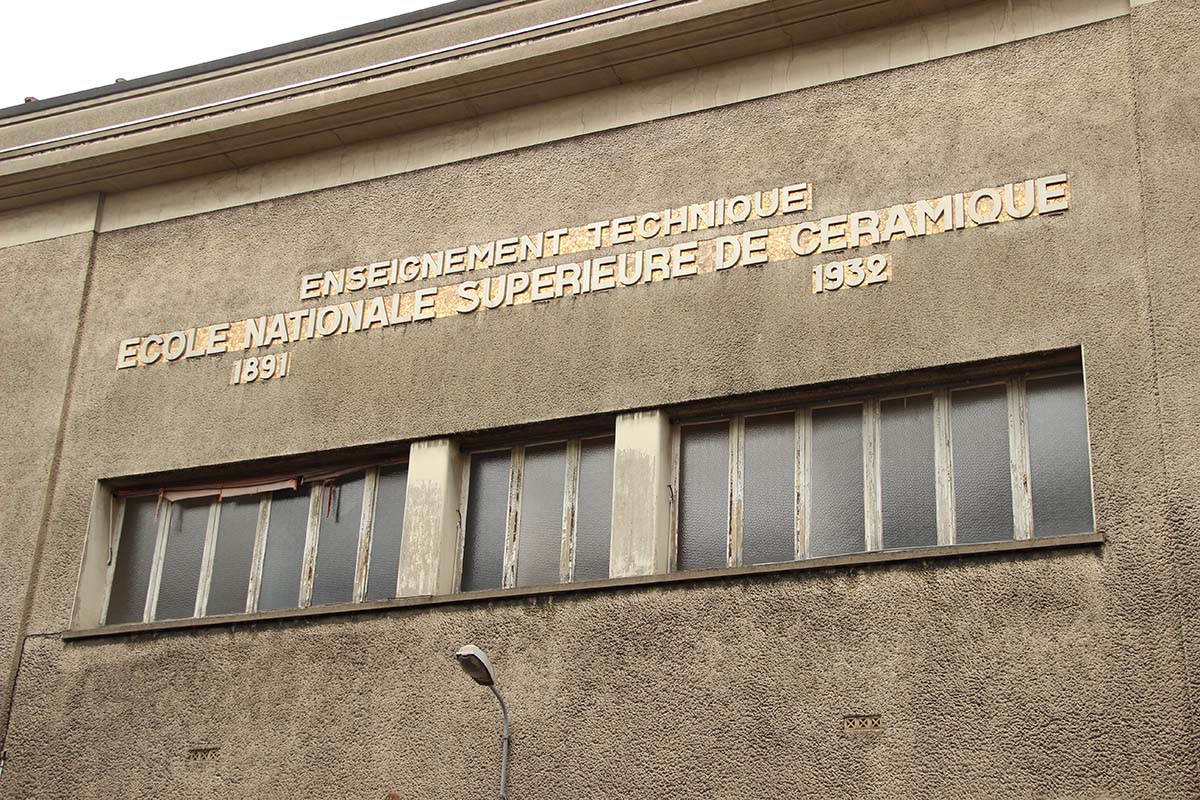 ENSEIGNEMENT TECHNIQUE
ECOLE NATIONALE SUPERIEURE DE CERAMIQUE
1891 1932